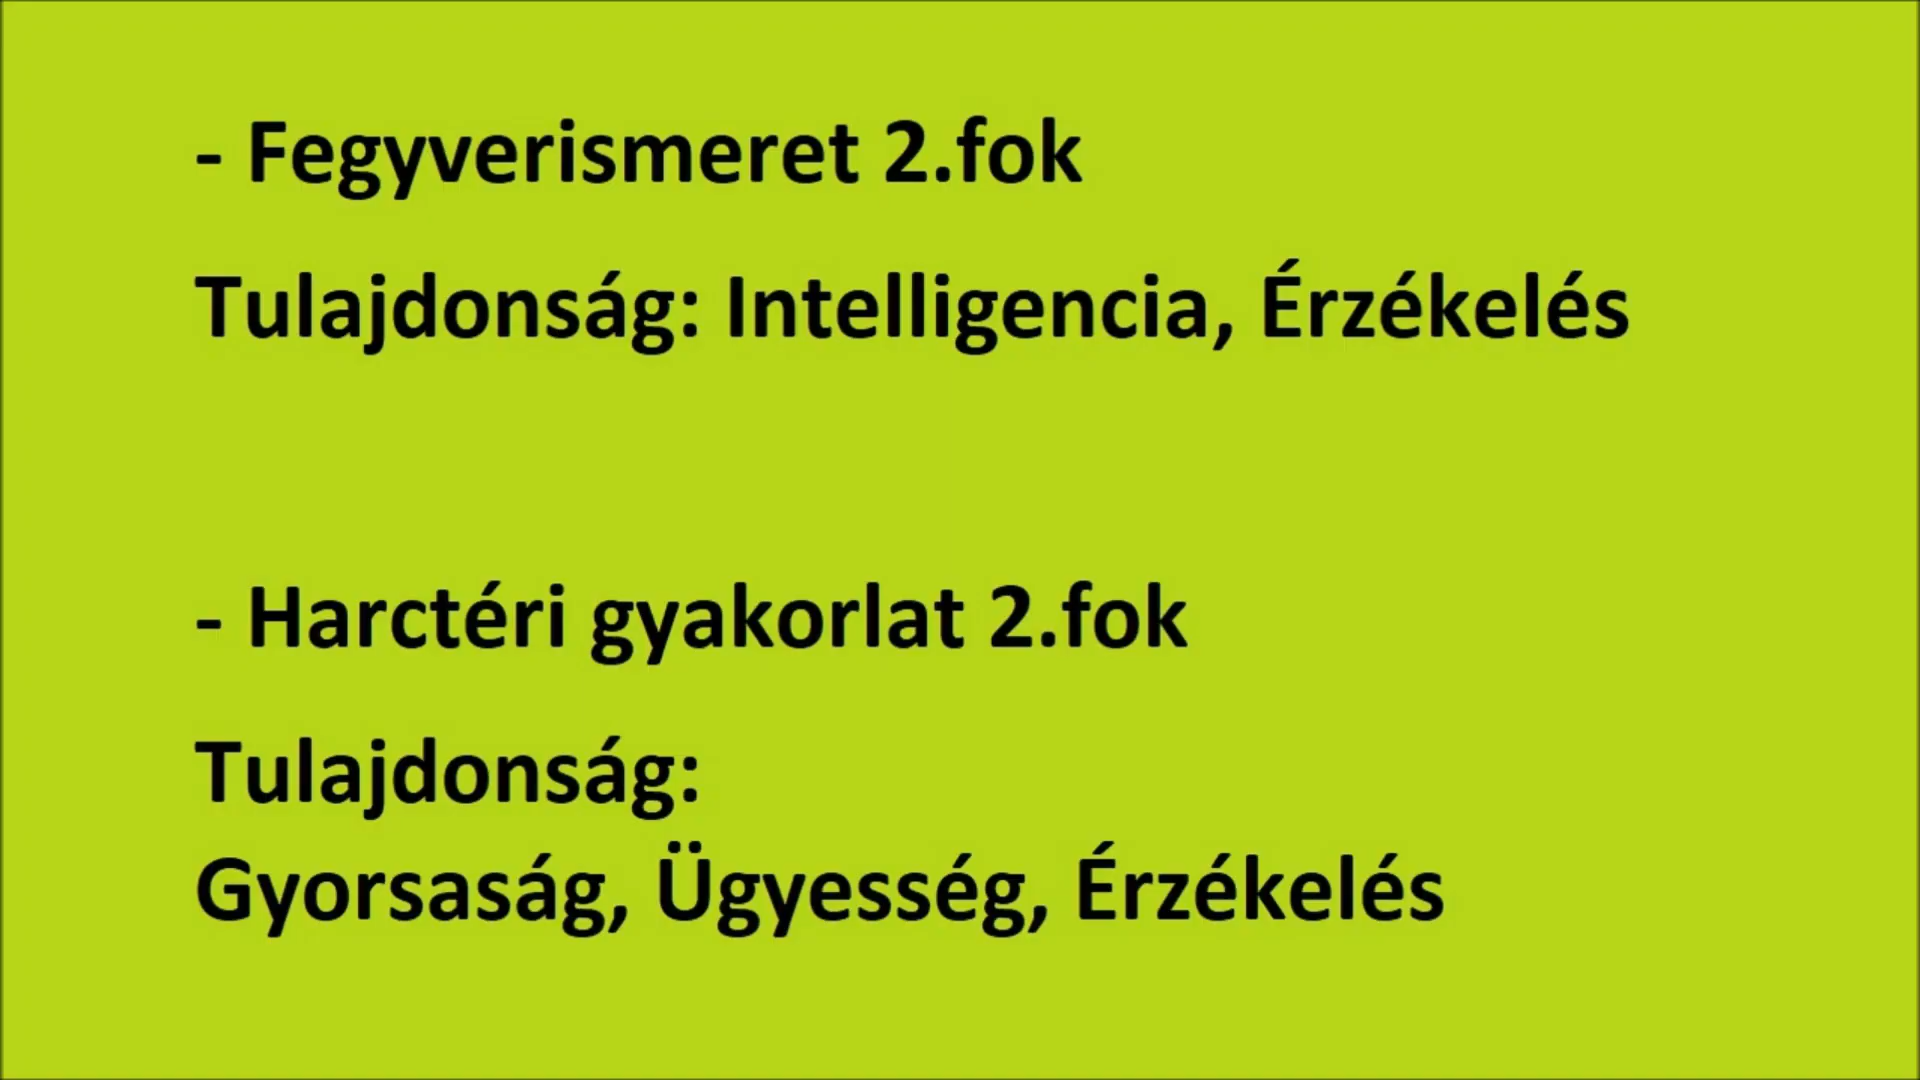 - Fegyverismeret 2.fok
Tulajdonság: Intelligencia, Érzékelés
- Harctéri gyakorlat 2.fok
Tulajdonság:
Gyorsaság, Ügyesség, Érzékelés